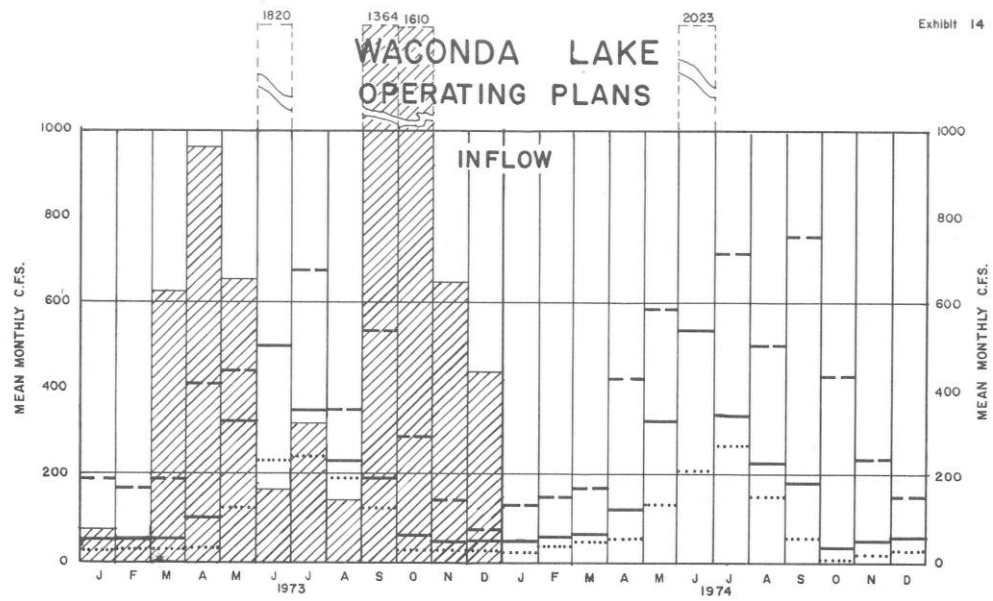 Exhibit 14
1820 1364 1610 2023
WACONDA LAKE
OPERATING PLANS
INFLOW
MEAN MONTHLY C.F.S.
1000
800
600
400
200
0
J F M A M J J A S O N D J F M A M J J A S O N D
1973 1974
1000
800
600
400
200
0
MEAN MONTHLY C.F.S.